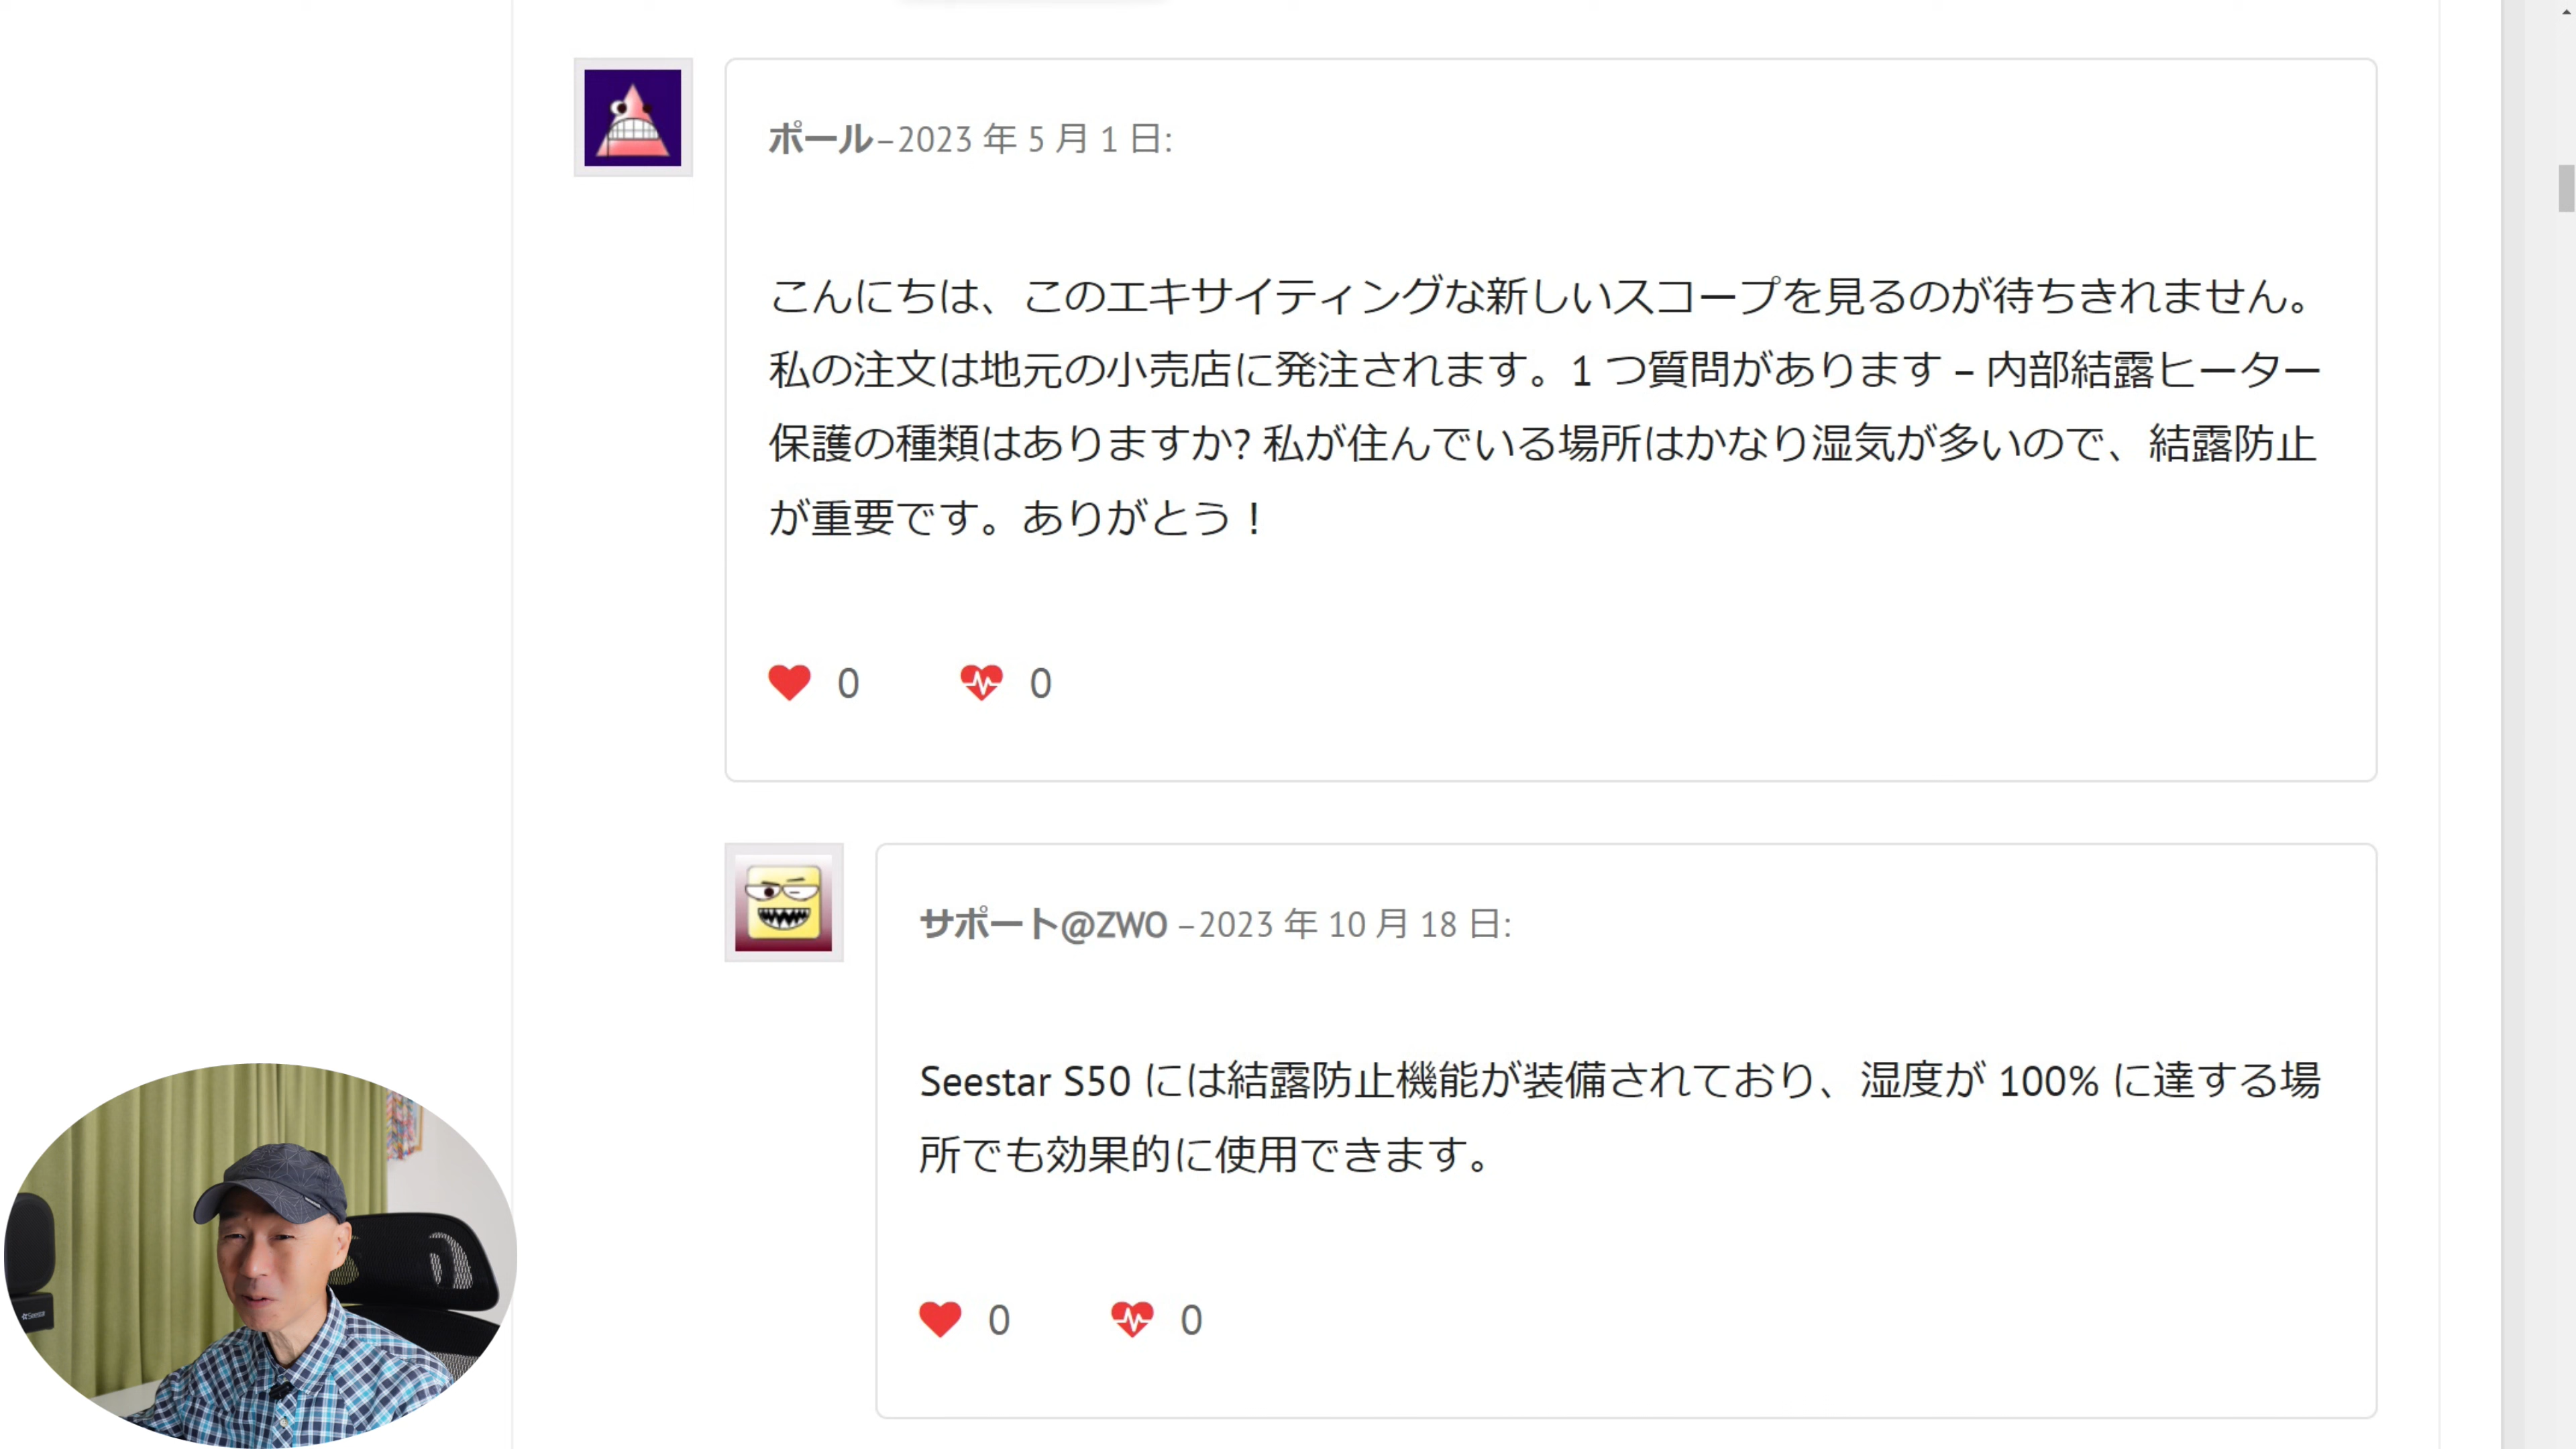 ポール–2023 年 5 月 1 日:
こんにちは、このエキサイティングな新しいスコープを見るのが待ちきれません。
私の注文は地元の小売店に発注されます。1 つ質問があります – 内部結露ヒーター
保護の種類はありますか? 私が住んでいる場所はかなり湿気が多いので、結露防止
が重要です。ありがとう！
0 0
サポート@ZWO –2023 年 10 月 18 日:
Seestar S50 には結露防止機能が装備されており、湿度が 100% に達する場
所でも効果的に使用できます。
0 0
Seestar